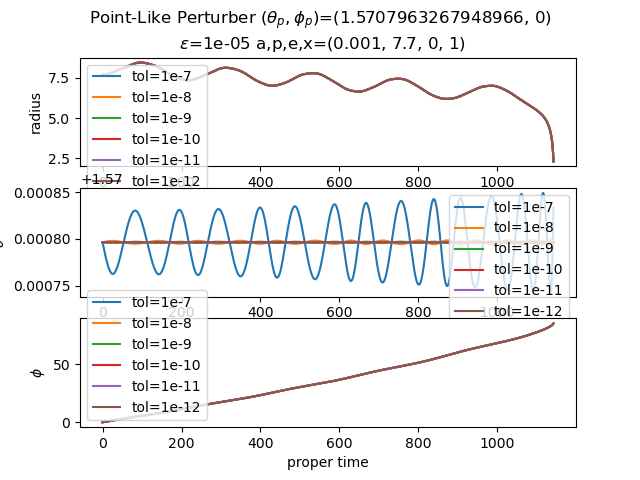 Point-Like Perturber (θₚ, ϕₚ)=(1.5707963267948966, 0)
ε=1e-05 a,p,e,x=(0.001, 7.7, 0, 1)
7.5
5.0
2.5
radius
tol=1e-7
tol=1e-8
tol=1e-9
tol=1e-10
tol=1e-11
tol=1e-12
0 200 400 600 800 1000
+1.57
0.00085
0.00080
0.00075
tol=1e-7
tol=1e-8
tol=1e-9
tol=1e-10
tol=1e-11
tol=1e-12
0 200 400 600 800 1000
50
0
ϕ
tol=1e-7
tol=1e-8
tol=1e-9
tol=1e-10
tol=1e-11
tol=1e-12
0 200 400 600 800 1000
proper time